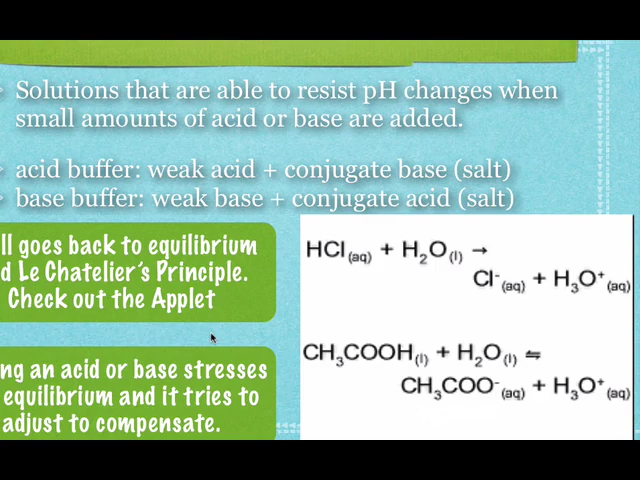 Solutions that are able to resist pH changes when
small amounts of acid or base are added.
acid buffer: weak acid + conjugate base (salt)
base buffer: weak base + conjugate acid (salt)
ll goes back to equilibrium
d Le Chatelier's Principle.
Check out the Applet
ng an acid or base stresses
equilibrium and it tries to
adjust to compensate.
HCl(aq) + H₂O(l) →
Cl⁻(aq) + H₃O⁺(aq)
CH₃COOH(l) + H₂O(l) ⇋
CH₃COO⁻(aq) + H₃O⁺(aq)